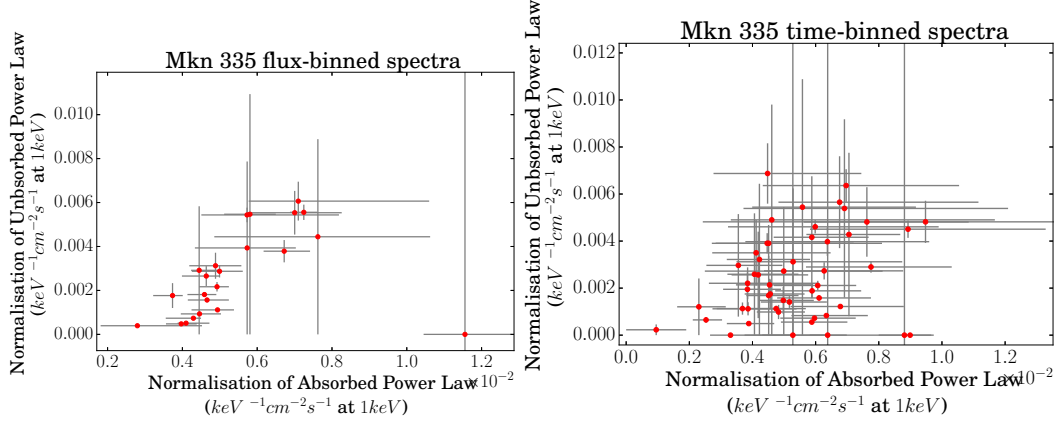 Mkn 335 flux-binned spectra
Normalisation of Unbsorbed Power Law
(keV⁻¹cm⁻²s⁻¹ at 1keV)
0.010
0.008
0.006
0.004
0.002
0.000
0.2 0.4 0.6 0.8 1.0 1.2
×10⁻²
Normalisation of Absorbed Power Law
(keV⁻¹cm⁻²s⁻¹ at 1keV)
Mkn 335 time-binned spectra
Normalisation of Unbsorbed Power Law
(keV⁻¹cm⁻²s⁻¹ at 1keV)
0.012
0.010
0.008
0.006
0.004
0.002
0.000
0.0 0.2 0.4 0.6 0.8 1.0 1.2
×10⁻²
Normalisation of Absorbed Power Law
(keV⁻¹cm⁻²s⁻¹ at 1keV)